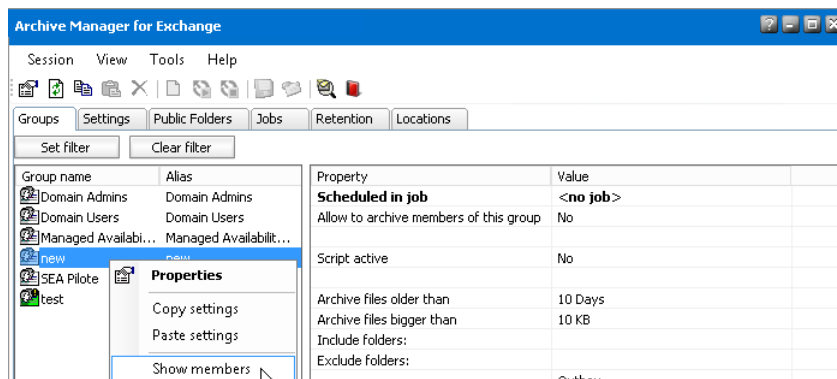 Archive Manager for Exchange
Session View Tools Help
Groups Settings Public Folders Jobs Retention Locations
Set filter Clear filter
Group name Alias Property Value
Domain Admins Domain Admins Scheduled in job <no job>
Domain Users Domain Users Allow to archive members of this group No
Managed Availabi... Managed Availabilit...
new new Script active No
SEA Pilote Properties
test Archive files older than 10 Days
Copy settings Archive files bigger than 10 KB
Paste settings Include folders:
Exclude folders:
Show members Outbox